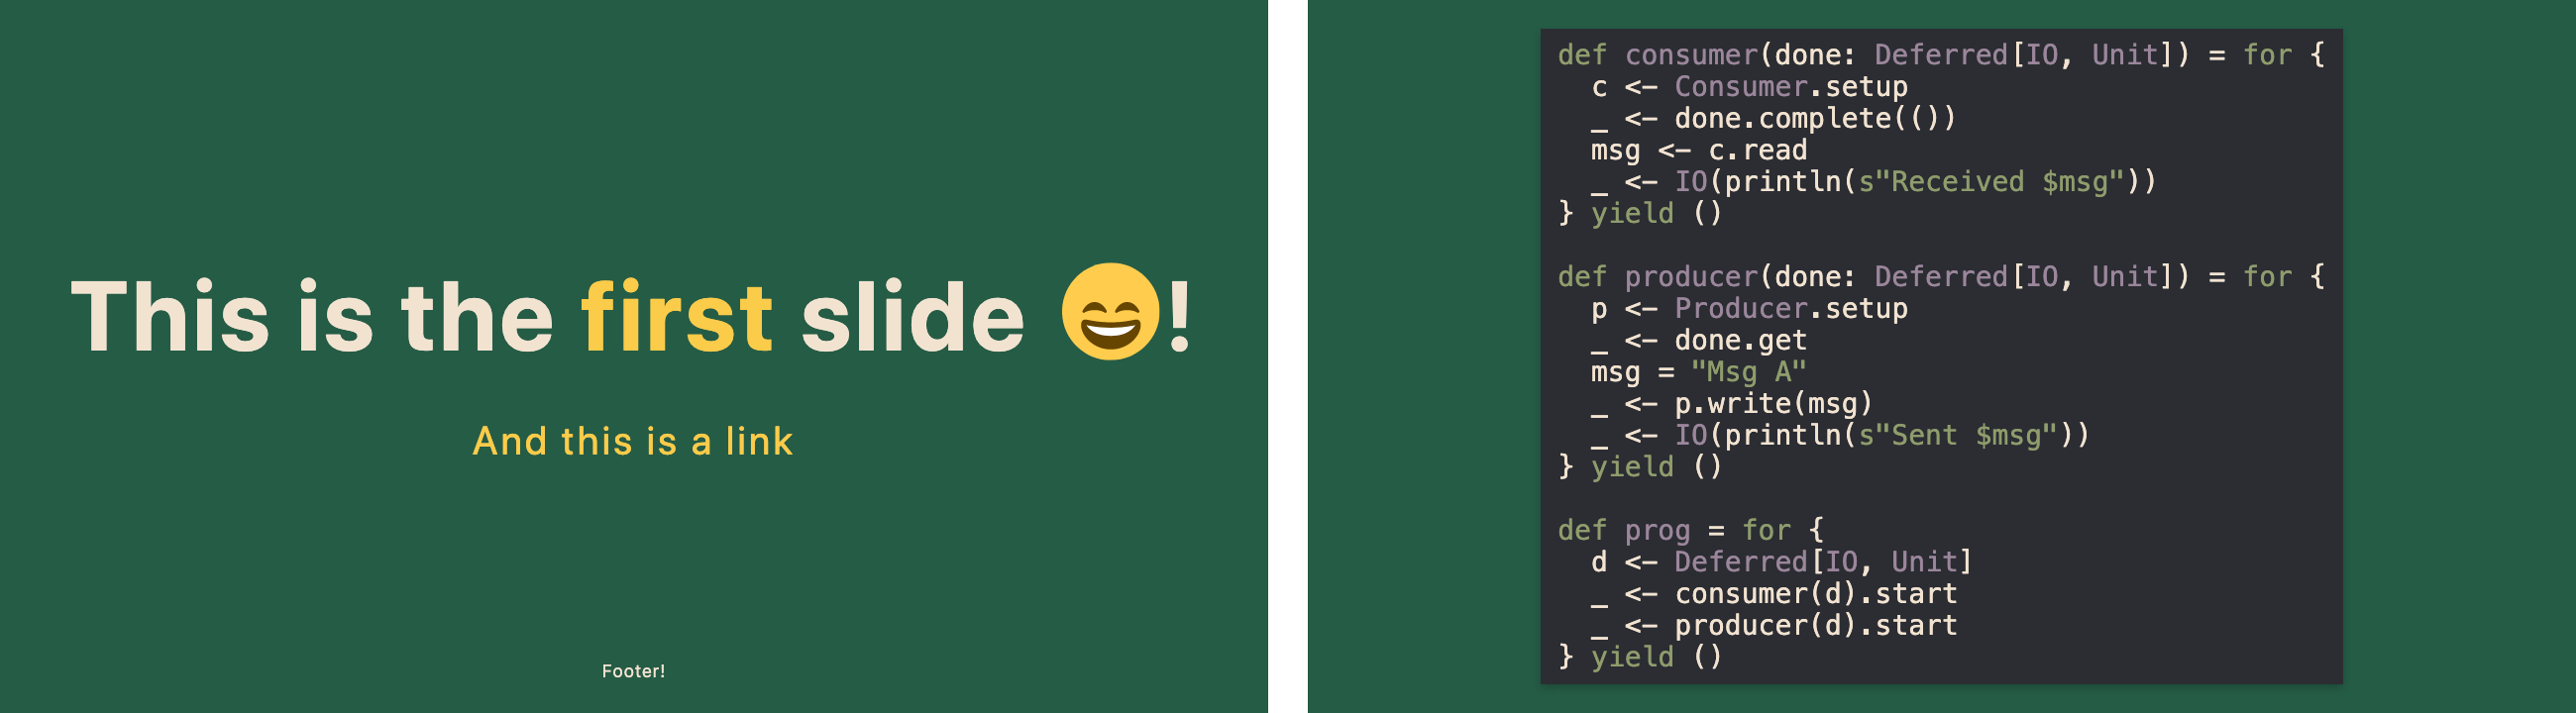 This is the first slide 😄!
And this is a link
Footer!
def consumer(done: Deferred[IO, Unit]) = for {
  c <- Consumer.setup
  _ <- done.complete(())
  msg <- c.read
  _ <- IO(println(s"Received $msg"))
} yield ()

def producer(done: Deferred[IO, Unit]) = for {
  p <- Producer.setup
  _ <- done.get
  msg = "Msg A"
  _ <- p.write(msg)
  _ <- IO(println(s"Sent $msg"))
} yield ()

def prog = for {
  d <- Deferred[IO, Unit]
  _ <- consumer(d).start
  _ <- producer(d).start
} yield ()